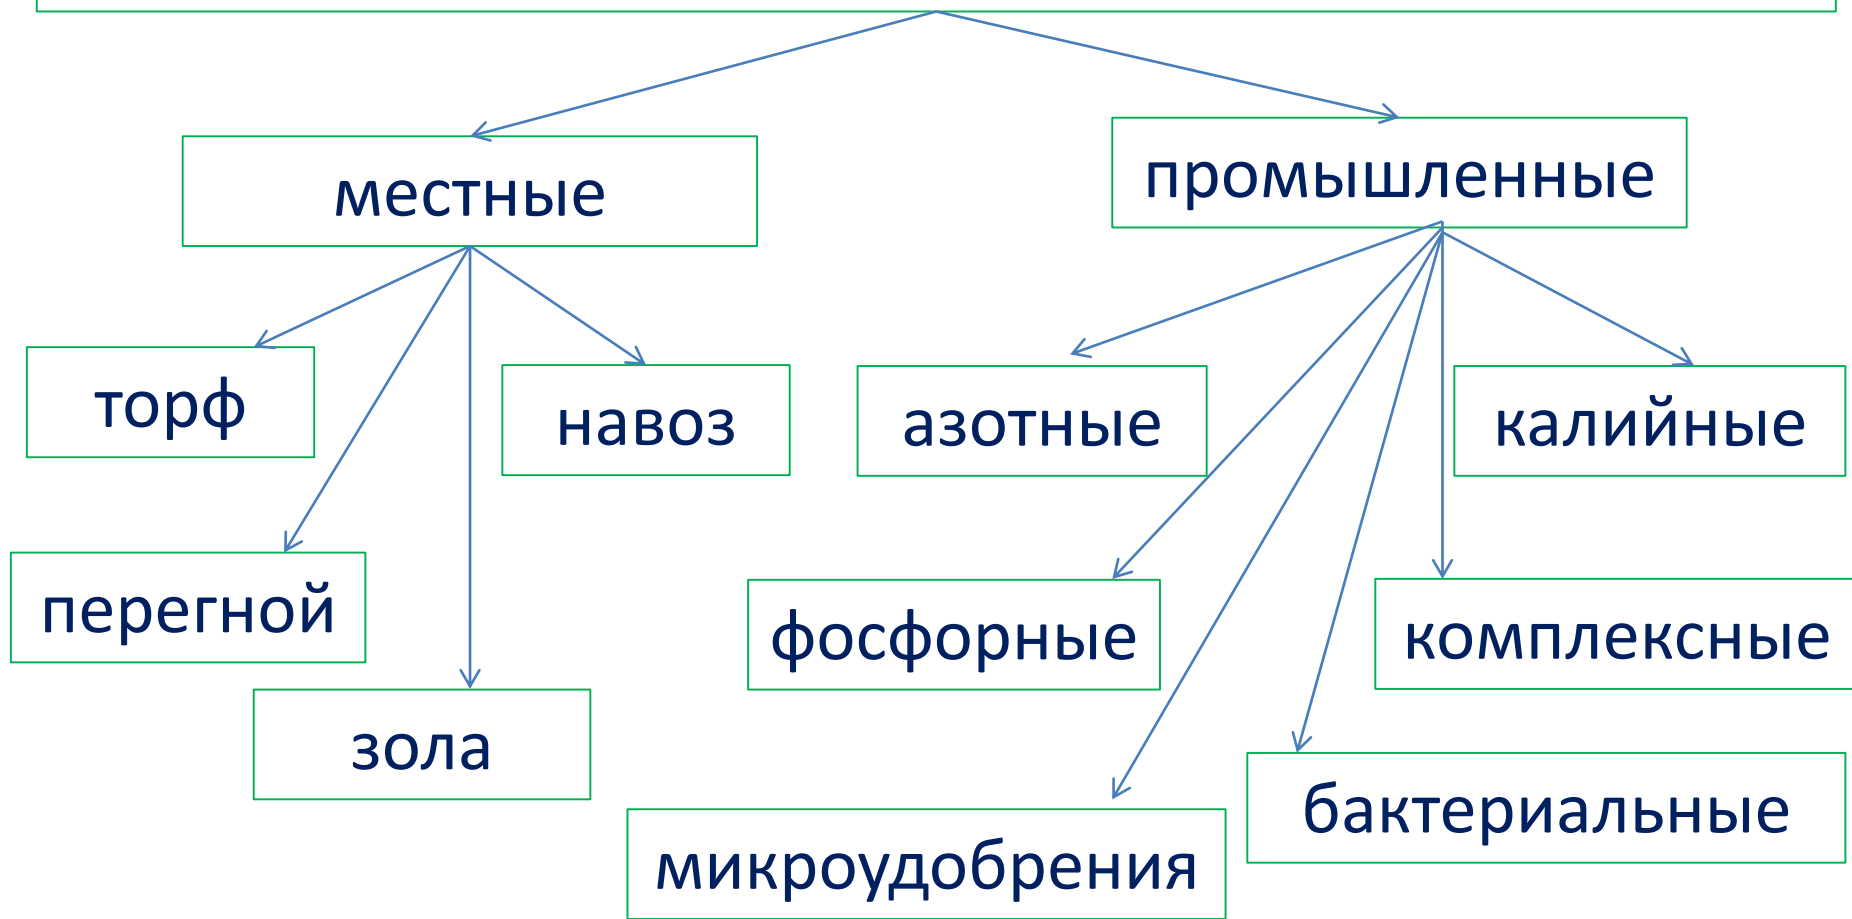 местные
промышленные
торф
навоз
азотные
калийные
перегной
фосфорные
комплексные
зола
бактериальные
микроудобрения